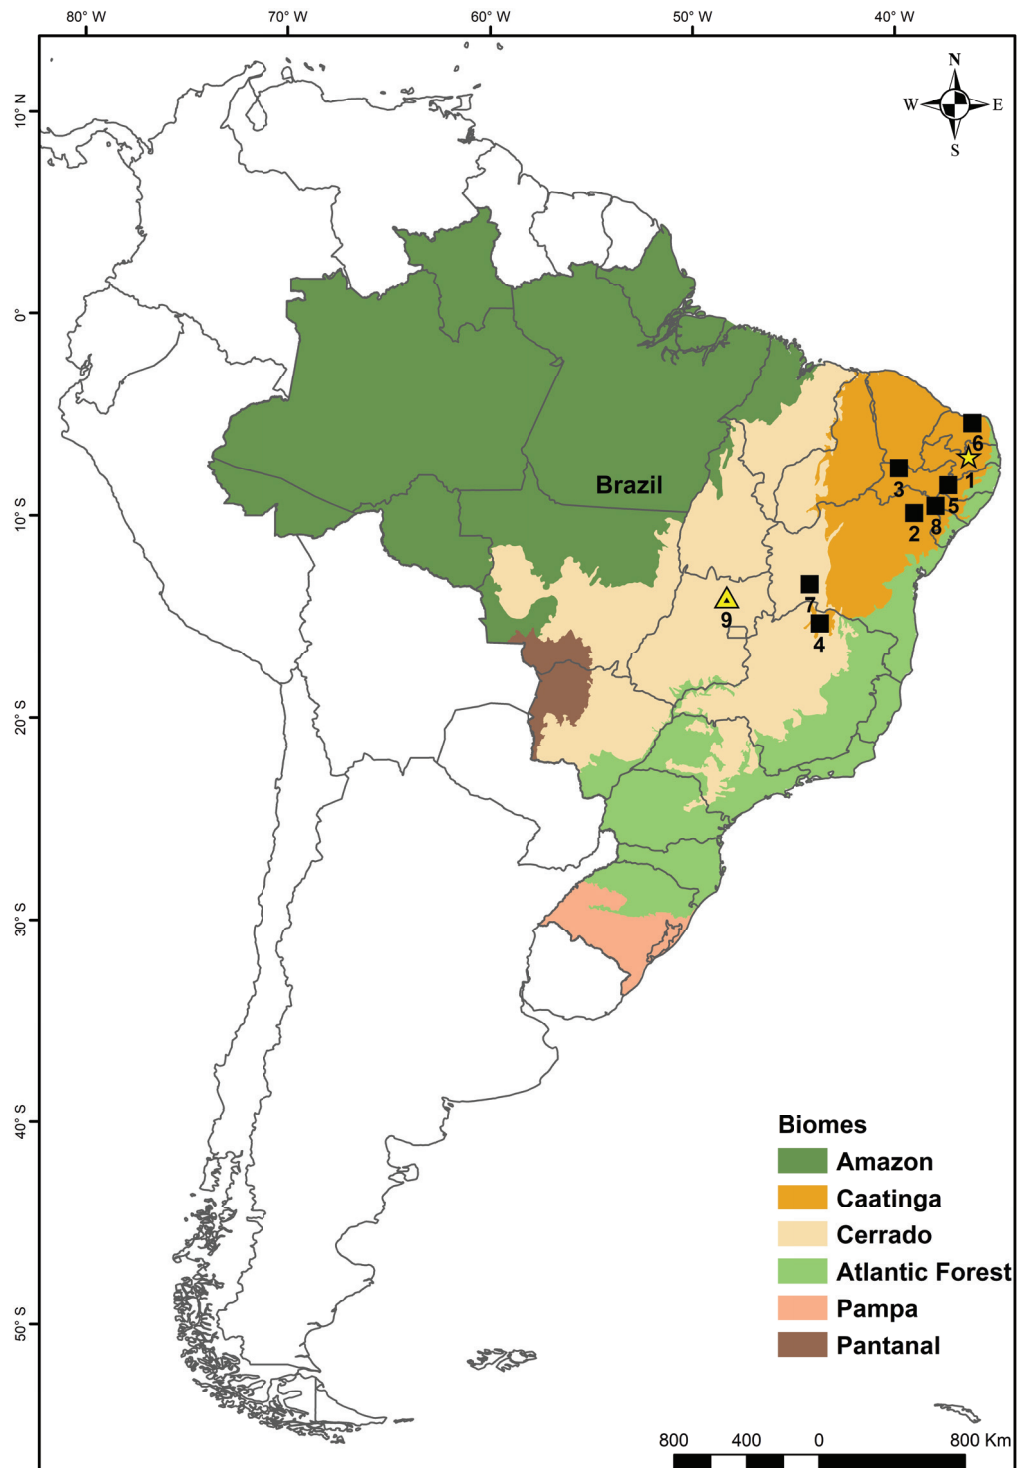 80° W 70° W 60° W 50° W 40° W
N
W E
S
10° N
0°
10° S
20° S
30° S
40° S
50° S
Brazil
6
1
3
5
2
8
7
9
4
Biomes
Amazon
Caatinga
Cerrado
Atlantic Forest
Pampa
Pantanal
800 400 0 800 Km